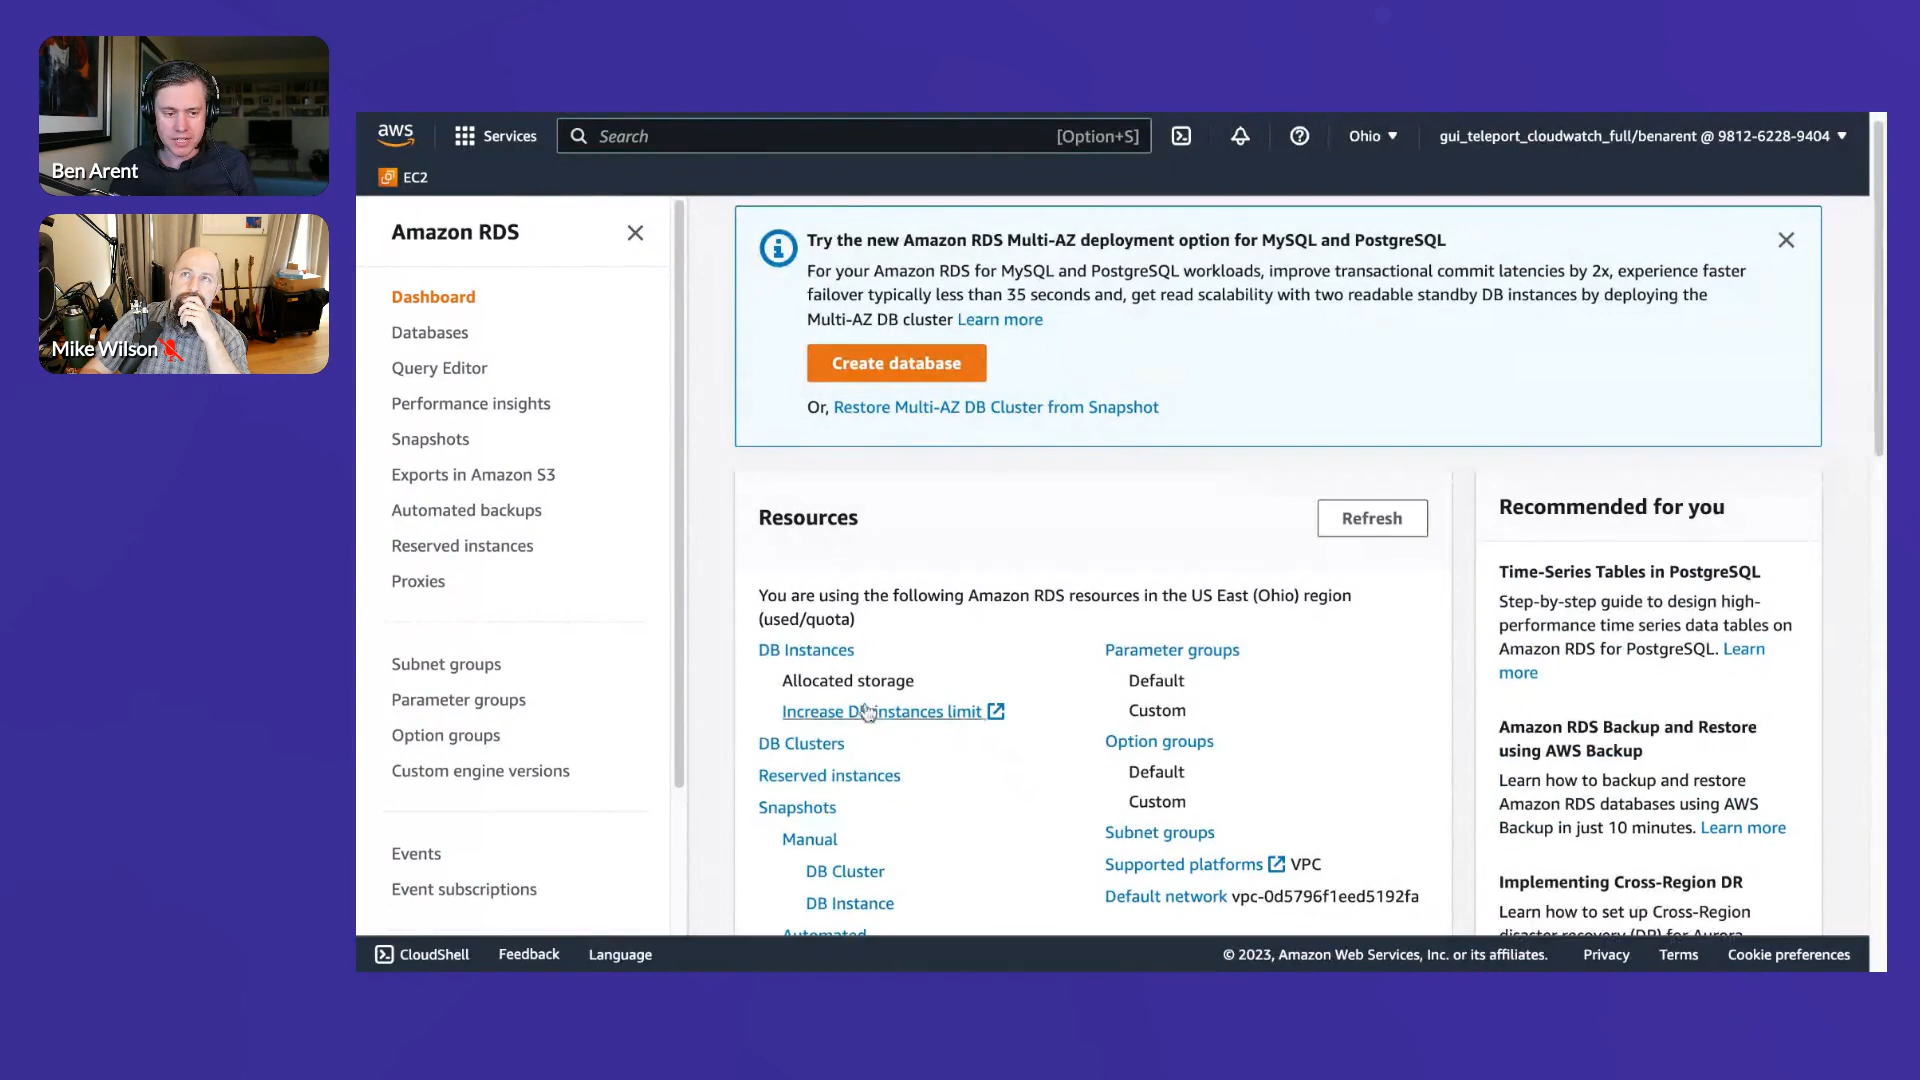 Ben Arent
Mike Wilson
aws
Services
Search
[Option+S]
Ohio
gui_teleport_cloudwatch_full/benarent @ 9812-6228-9404
EC2
Amazon RDS
Dashboard
Databases
Query Editor
Performance insights
Snapshots
Exports in Amazon S3
Automated backups
Reserved instances
Proxies
Subnet groups
Parameter groups
Option groups
Custom engine versions
Events
Event subscriptions
Try the new Amazon RDS Multi-AZ deployment option for MySQL and PostgreSQL
For your Amazon RDS for MySQL and PostgreSQL workloads, improve transactional commit latencies by 2x, experience faster
failover typically less than 35 seconds and, get read scalability with two readable standby DB instances by deploying the
Multi-AZ DB cluster Learn more
Create database
Or, Restore Multi-AZ DB Cluster from Snapshot
Resources
Refresh
You are using the following Amazon RDS resources in the US East (Ohio) region
(used/quota)
DB Instances
Allocated storage
Increase DB instances limit
DB Clusters
Reserved instances
Snapshots
Manual
DB Cluster
DB Instance
Automated
Parameter groups
Default
Custom
Option groups
Default
Custom
Subnet groups
Supported platforms VPC
Default network vpc-0d5796f1eed5192fa
Recommended for you
Time-Series Tables in PostgreSQL
Step-by-step guide to design high-
performance time series data tables on
Amazon RDS for PostgreSQL. Learn
more
Amazon RDS Backup and Restore
using AWS Backup
Learn how to backup and restore
Amazon RDS databases using AWS
Backup in just 10 minutes. Learn more
Implementing Cross-Region DR
Learn how to set up Cross-Region
disaster recovery (DR) for Aurora
CloudShell
Feedback
Language
© 2023, Amazon Web Services, Inc. or its affiliates.
Privacy
Terms
Cookie preferences